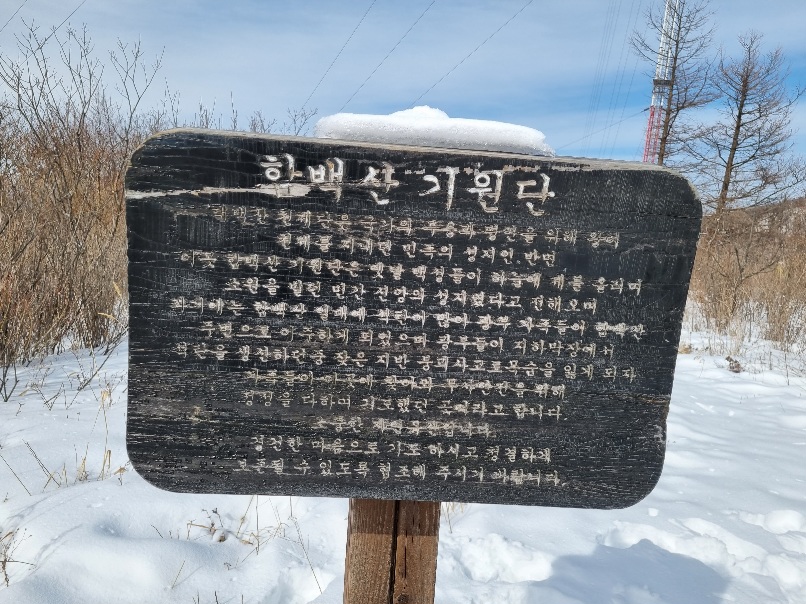 함백산 기원단
태백산 천제단은 국가의 부용과 평안을 위해 왕이
천제를 지내던 민족의 성지인 반면
이곳 함백산 기원단은 옛날 백성들이 하늘에 제를 올리며
소원을 빌던 민간 신앙의 성지였다고 전해오며
과거에는 함백산 일대에 석탄이 많아 광부 가족들이 함백산
주변으로 이주하게 되었으며 광부들이 지하막장에서
석탄을 생산하던중 잦은 지반 붕괴사고로 목숨을 잃게 되자
가족들이 이곳에 찾아와 무사안전을 위해
정성을 다하며 기도했던 곳이라고 합니다
소중한
경건한 마음으로 기도하시고 청결하게
보존될 수 있도록 협조해 주시기 바랍니다.